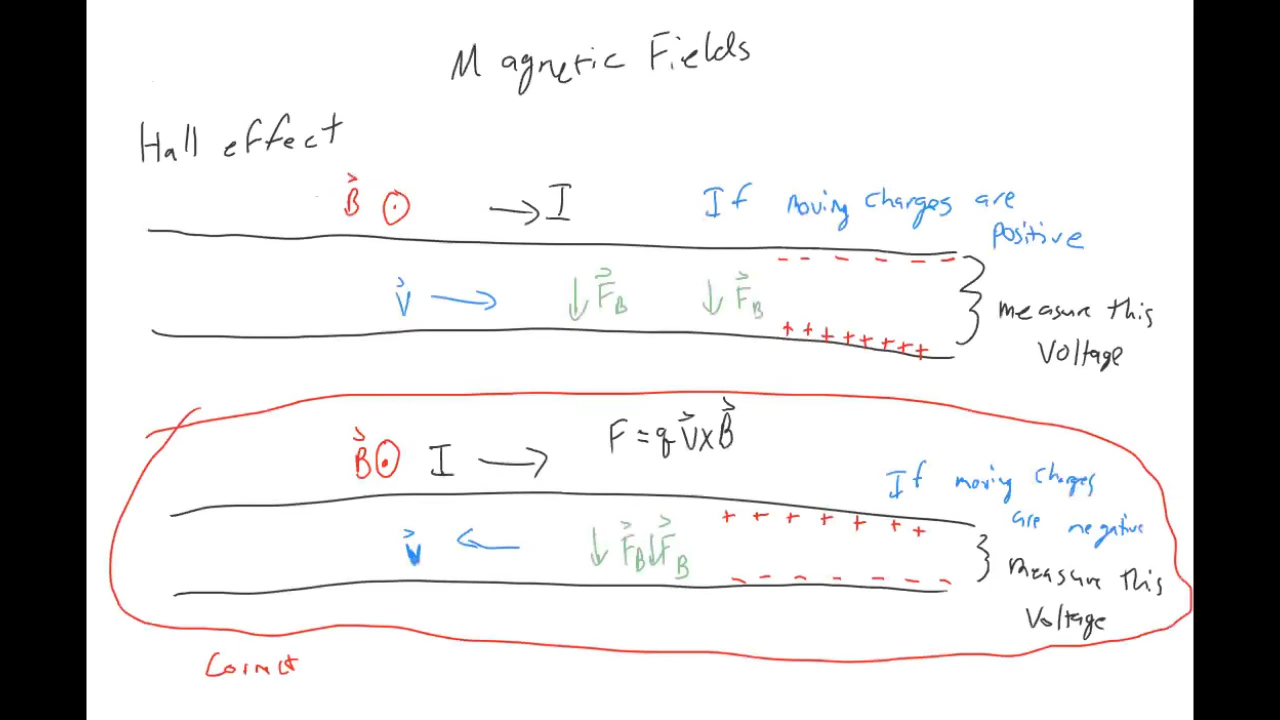 Magnetic Fields
Hall effect
B ⊙ → I If moving charges are
positive
- - - - - -
V → ↓ F_B ↓ F_B measure this
+ + + + + + + +
Voltage
B ⊙ I → F = q V x B
If moving charges
are negative
+ + + + + + +
V ← ↓ F_B ↓ F_B measure this
- - - - - - -
Voltage
Correct